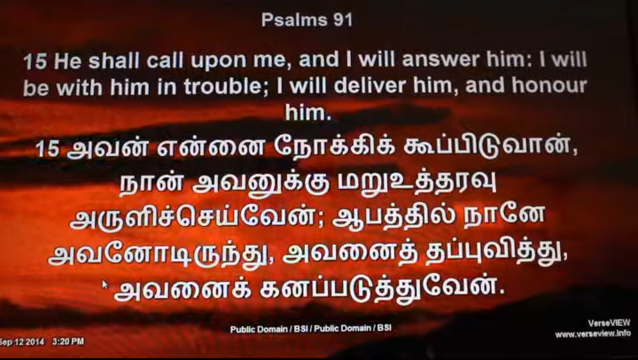 Psalms 91
15 He shall call upon me, and I will answer him: I will
be with him in trouble; I will deliver him, and honour
him.
15 அவன் என்னை நோக்கிக் கூப்பிடுவான்,
நான் அவனுக்கு மறுஉத்தரவு
அருளிச்செய்வேன்; ஆபத்தில் நானே
அவனோடிருந்து, அவனைத் தப்புவித்து,
அவனைக் கனப்படுத்துவேன்.
Public Domain / BSI / Public Domain / BSI
VerseVIEW
www.verseview.info
Sep 12 2014 3:20 PM